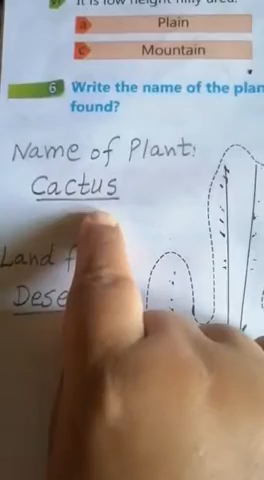 It is low height hilly area.
a Plain
c Mountain
6 Write the name of the plan
found?
Name of Plant:
Cactus
Land f
Dese